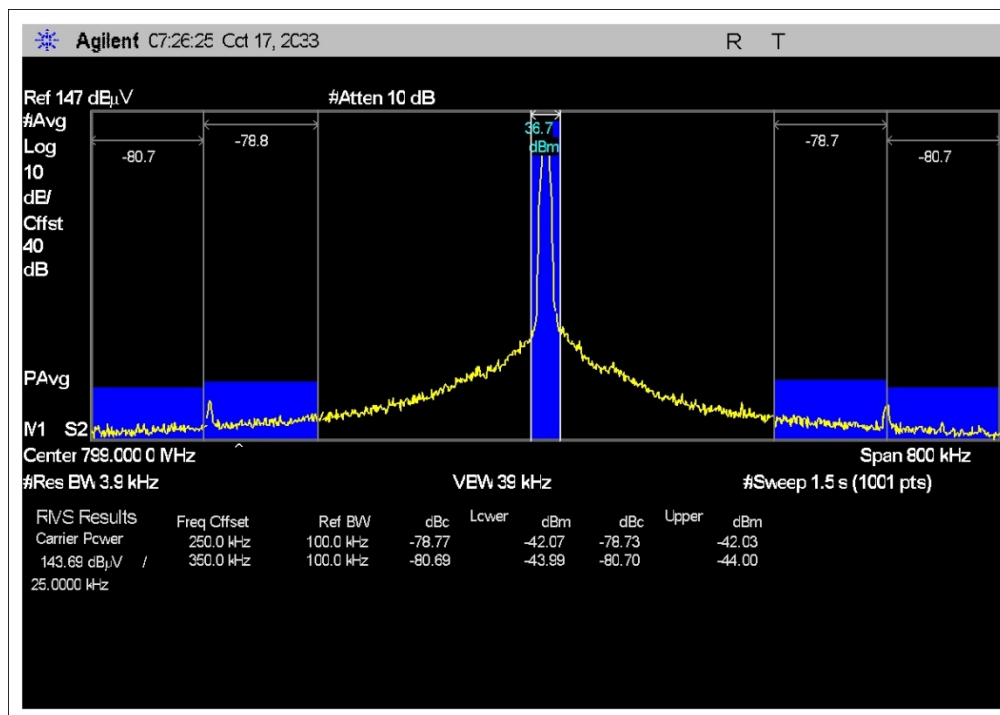 Agilent 07:26:25 Oct 17, 2033 R T
Ref 147 dBµV #Atten 10 dB
#Avg
Log
10
dB/
Offst
40
dB
36.7
dBm
-80.7
-78.8
-78.7
-80.7
PAvg
M1 S2
Center 799.000 0 MHz Span 800 kHz
#Res BW 3.9 kHz VBW 39 kHz #Sweep 1.5 s (1001 pts)
RMS Results Freq Offset Ref BW dBc Lower dBm dBc Upper dBm
Carrier Power 250.0 kHz 100.0 kHz -78.77 -42.07 -78.73 -42.03
143.69 dBµV / 350.0 kHz 100.0 kHz -80.69 -43.99 -80.70 -44.00
25.0000 kHz